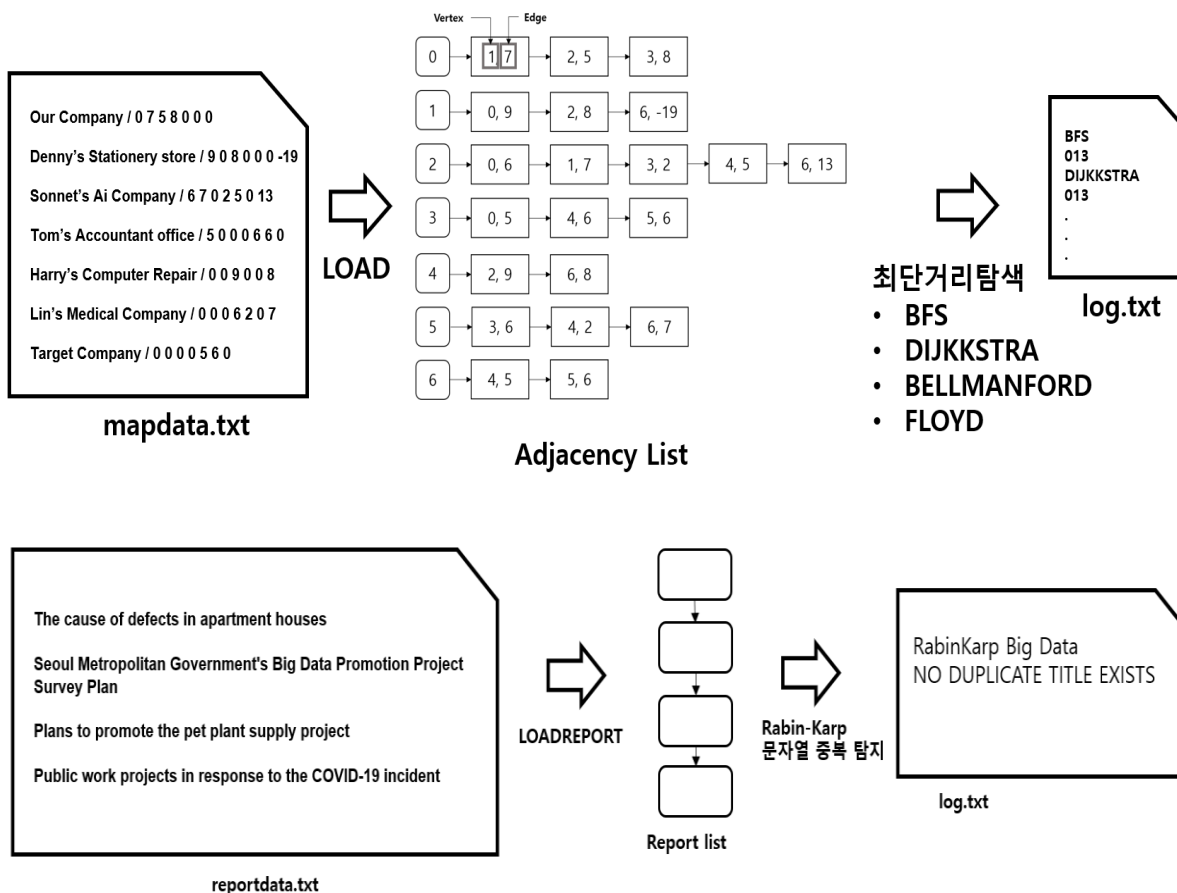 Vertex Edge
0 1, 7 2, 5 3, 8
1 0, 9 2, 8 6, -19
2 0, 6 1, 7 3, 2 4, 5 6, 13
3 0, 5 4, 6 5, 6
4 2, 9 6, 8
5 3, 6 4, 2 6, 7
6 4, 5 5, 6
Adjacency List
Our Company / 0 7 5 8 0 0 0
Denny's Stationery store / 9 0 8 0 0 0 -19
Sonnet's Ai Company / 6 7 0 2 5 0 13
Tom's Accountant office / 5 0 0 0 6 6 0
Harry's Computer Repair / 0 0 9 0 0 8
Lin's Medical Company / 0 0 0 6 2 0 7
Target Company / 0 0 0 0 5 6 0
mapdata.txt
LOAD
최단거리탐색
• BFS
• DIJKKSTRA
• BELLMANFORD
• FLOYD
BFS
013
DIJKKSTRA
013
.
.
.
log.txt
The cause of defects in apartment houses
Seoul Metropolitan Government's Big Data Promotion Project
Survey Plan
Plans to promote the pet plant supply project
Public work projects in response to the COVID-19 incident
reportdata.txt
LOADREPORT
Report list
Rabin-Karp
문자열 중복 탐지
RabinKarp Big Data
NO DUPLICATE TITLE EXISTS
log.txt